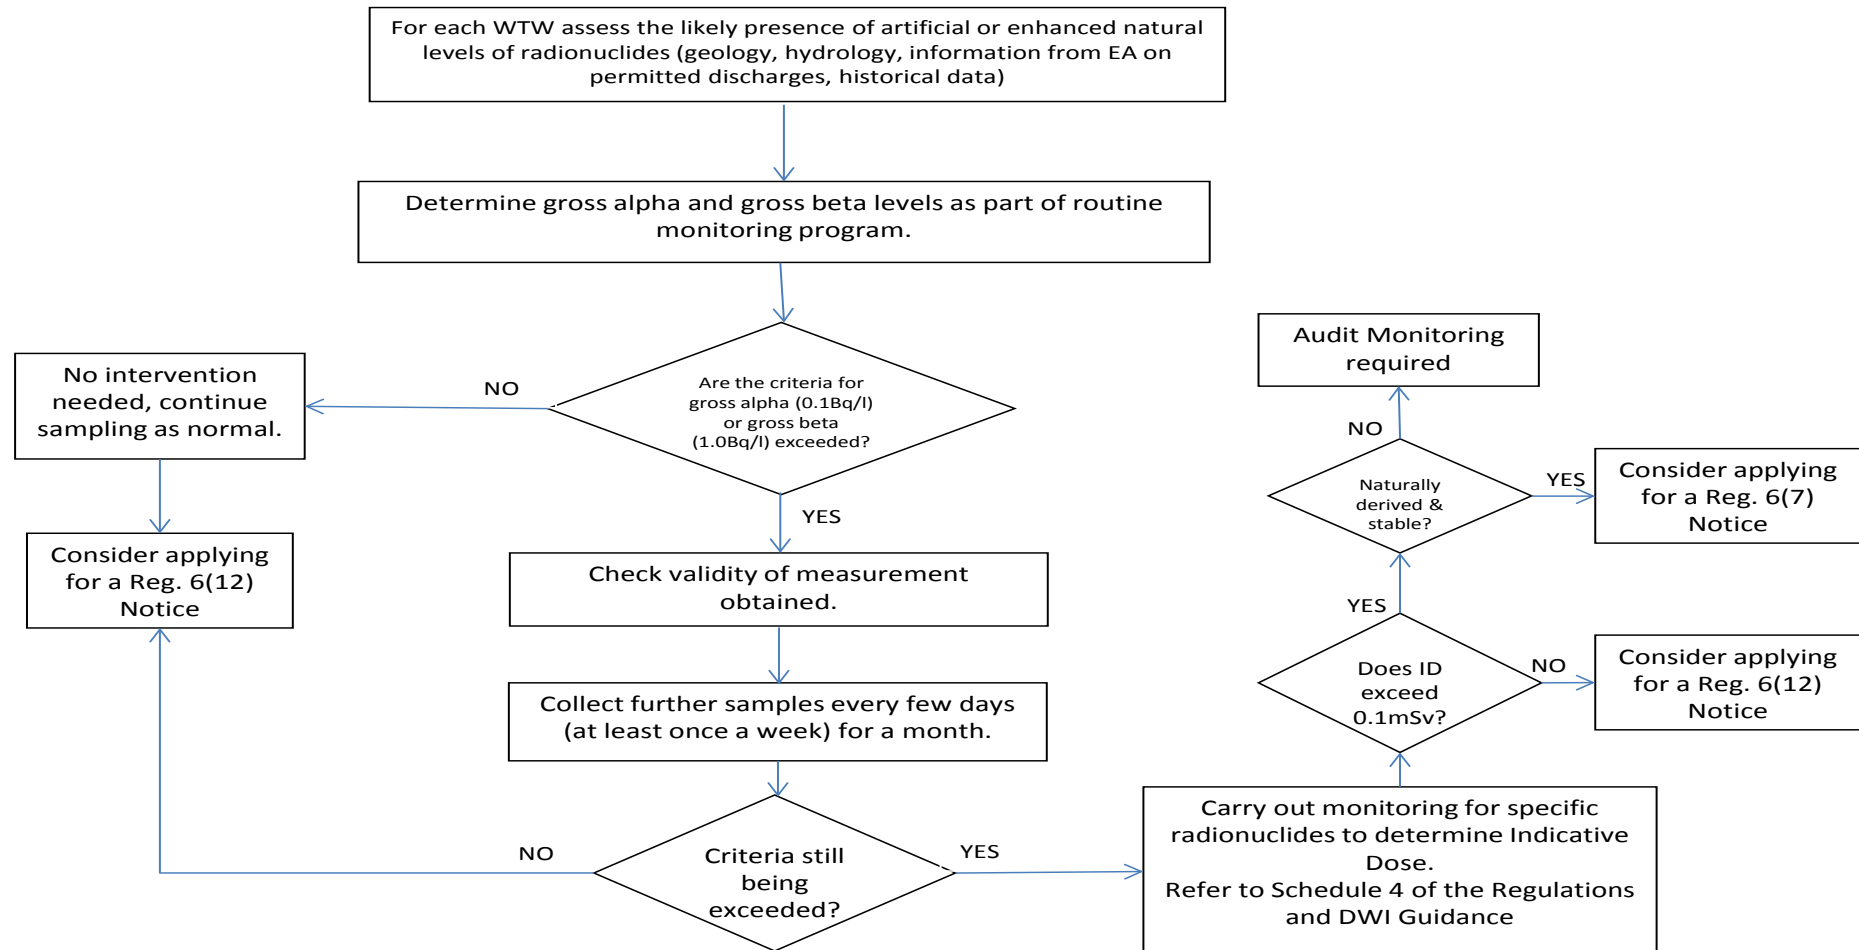 For each WTW assess the likely presence of artificial or enhanced natural
levels of radionuclides (geology, hydrology, information from EA on
permitted discharges, historical data)
Determine gross alpha and gross beta levels as part of routine
monitoring program.
Are the criteria for
gross alpha (0.1Bq/l)
or gross beta
(1.0Bq/l) exceeded?
NO
No intervention
needed, continue
sampling as normal.
Consider applying
for a Reg. 6(12)
Notice
YES
Check validity of measurement
obtained.
Collect further samples every few days
(at least once a week) for a month.
Criteria still
being
exceeded?
NO
YES
Carry out monitoring for specific
radionuclides to determine Indicative
Dose.
Refer to Schedule 4 of the Regulations
and DWI Guidance
Does ID
exceed
0.1mSv?
NO
Consider applying
for a Reg. 6(12)
Notice
YES
Naturally
derived &
stable?
YES
Consider applying
for a Reg. 6(7)
Notice
NO
Audit Monitoring
required